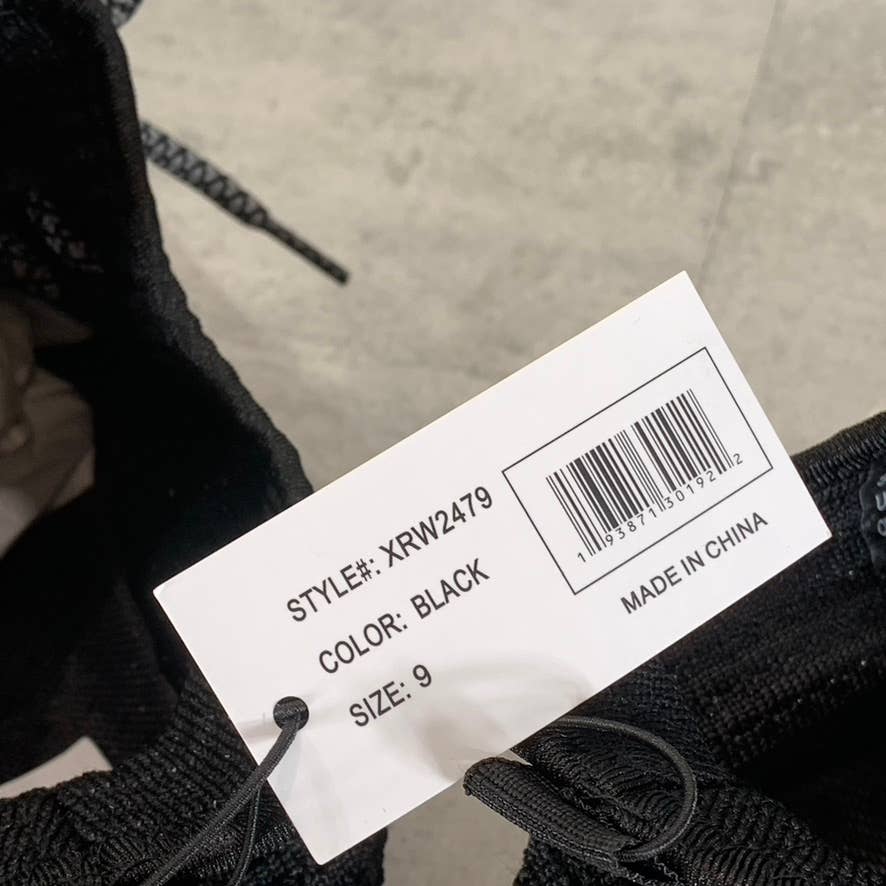 STYLE#: XRW2479
COLOR: BLACK
SIZE: 9
1 93871 30192 2
MADE IN CHINA